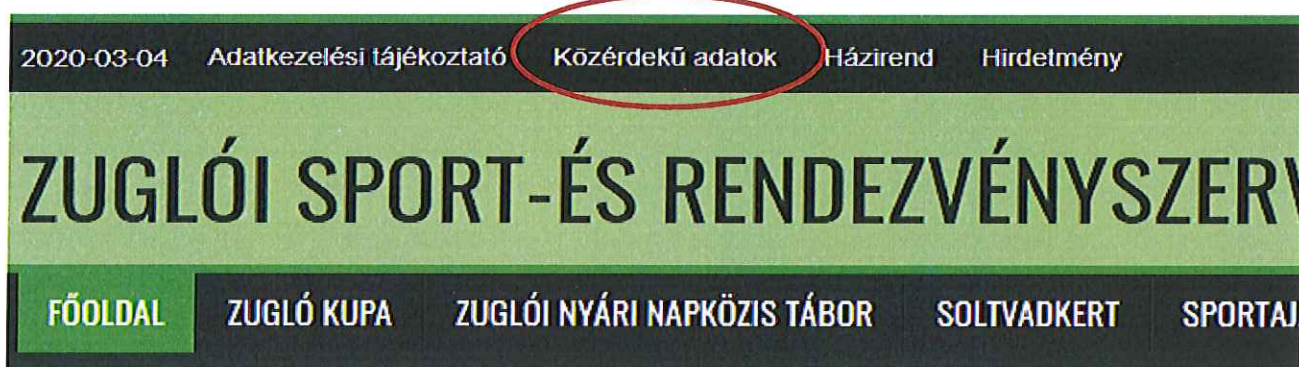 2020-03-04 Adatkezelési tájékoztató Közérdekű adatok Házirend Hirdetmény
ZUGLÓI SPORT-ÉS RENDEZVÉNYSZERV
FŐOLDAL ZUGLÓ KUPA ZUGLÓI NYÁRI NAPKÖZIS TÁBOR SOLTVADKERT SPORTAJ